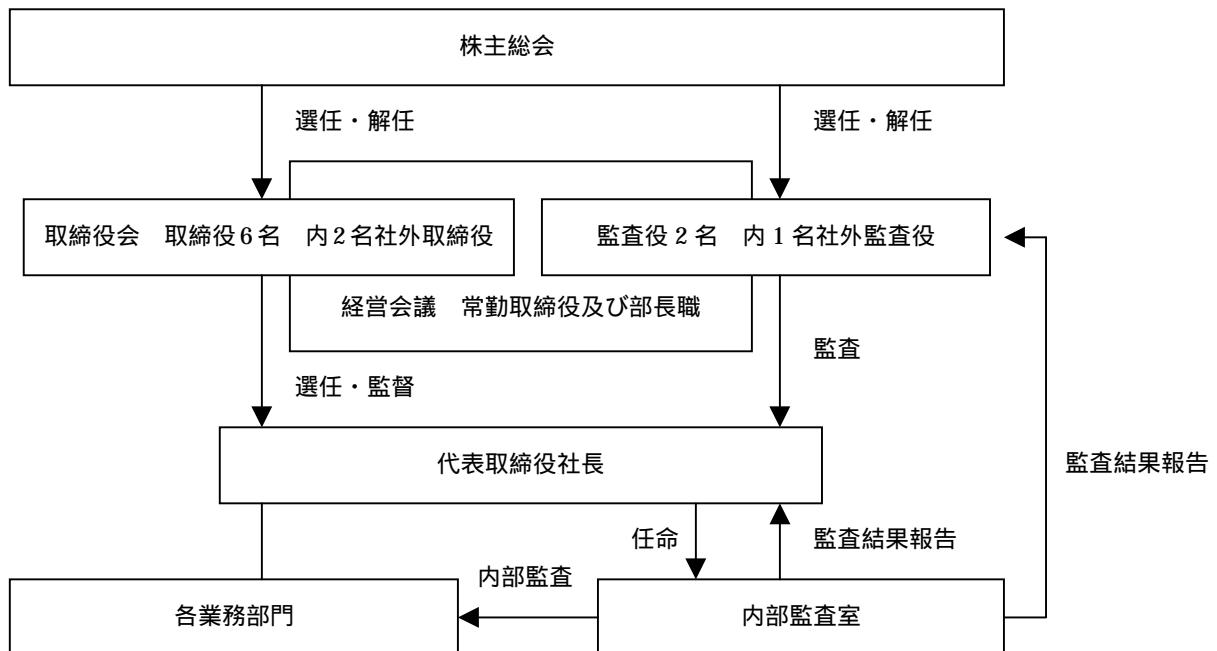 株主総会
選任・解任
選任・解任
取締役会　取締役6名　内2名社外取締役
監査役2名　内1名社外監査役
経営会議　常勤取締役及び部長職
監査
選任・監督
代表取締役社長
監査結果報告
任命
監査結果報告
内部監査
各業務部門
内部監査室